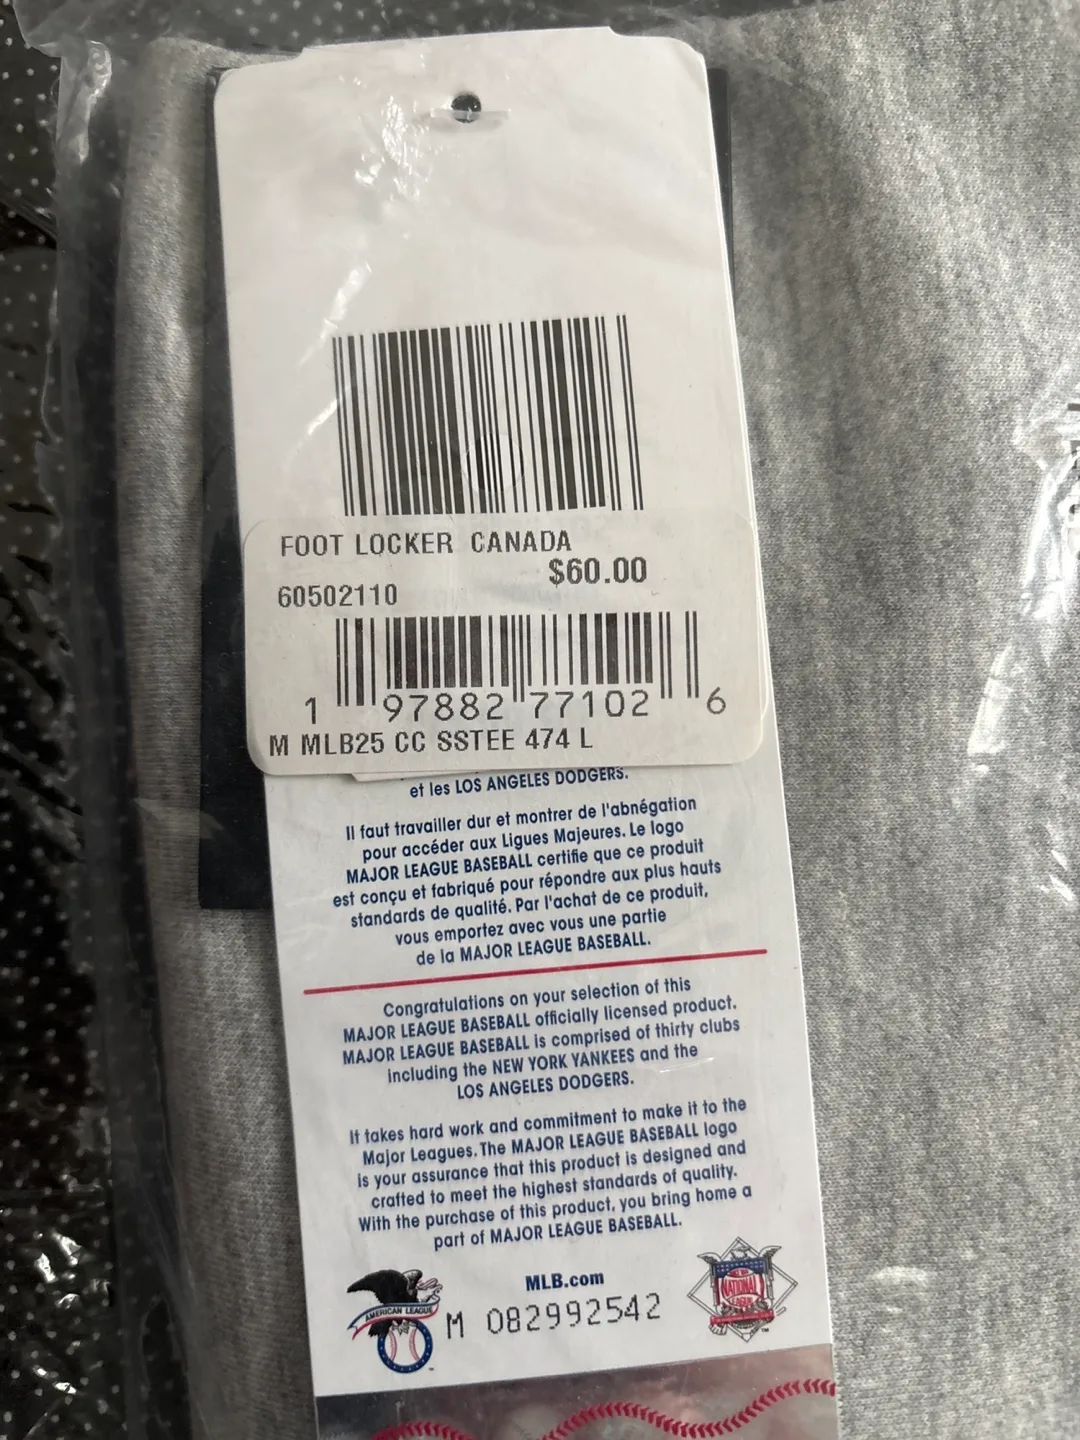 FOOT LOCKER CANADA
$60.00
60502110
1 97882 77102 6
M MLB25 CC SSTEE 474 L
et les LOS ANGELES DODGERS.
Il faut travailler dur et montrer de l'abnégation
pour accéder aux Ligues Majeures. Le logo
MAJOR LEAGUE BASEBALL certifie que ce produit
est conçu et fabriqué pour répondre aux plus hauts
standards de qualité. Par l'achat de ce produit,
vous emportez avec vous une partie
de la MAJOR LEAGUE BASEBALL.
Congratulations on your selection of this
MAJOR LEAGUE BASEBALL officially licensed product.
MAJOR LEAGUE BASEBALL is comprised of thirty clubs
including the NEW YORK YANKEES and the
LOS ANGELES DODGERS.
It takes hard work and commitment to make it to the
Major Leagues. The MAJOR LEAGUE BASEBALL logo
is your assurance that this product is designed and
crafted to meet the highest standards of quality.
With the purchase of this product, you bring home a
part of MAJOR LEAGUE BASEBALL.
MLB.com
AMERICAN LEAGUE
M 082992542
NATIONAL
LEAGUE